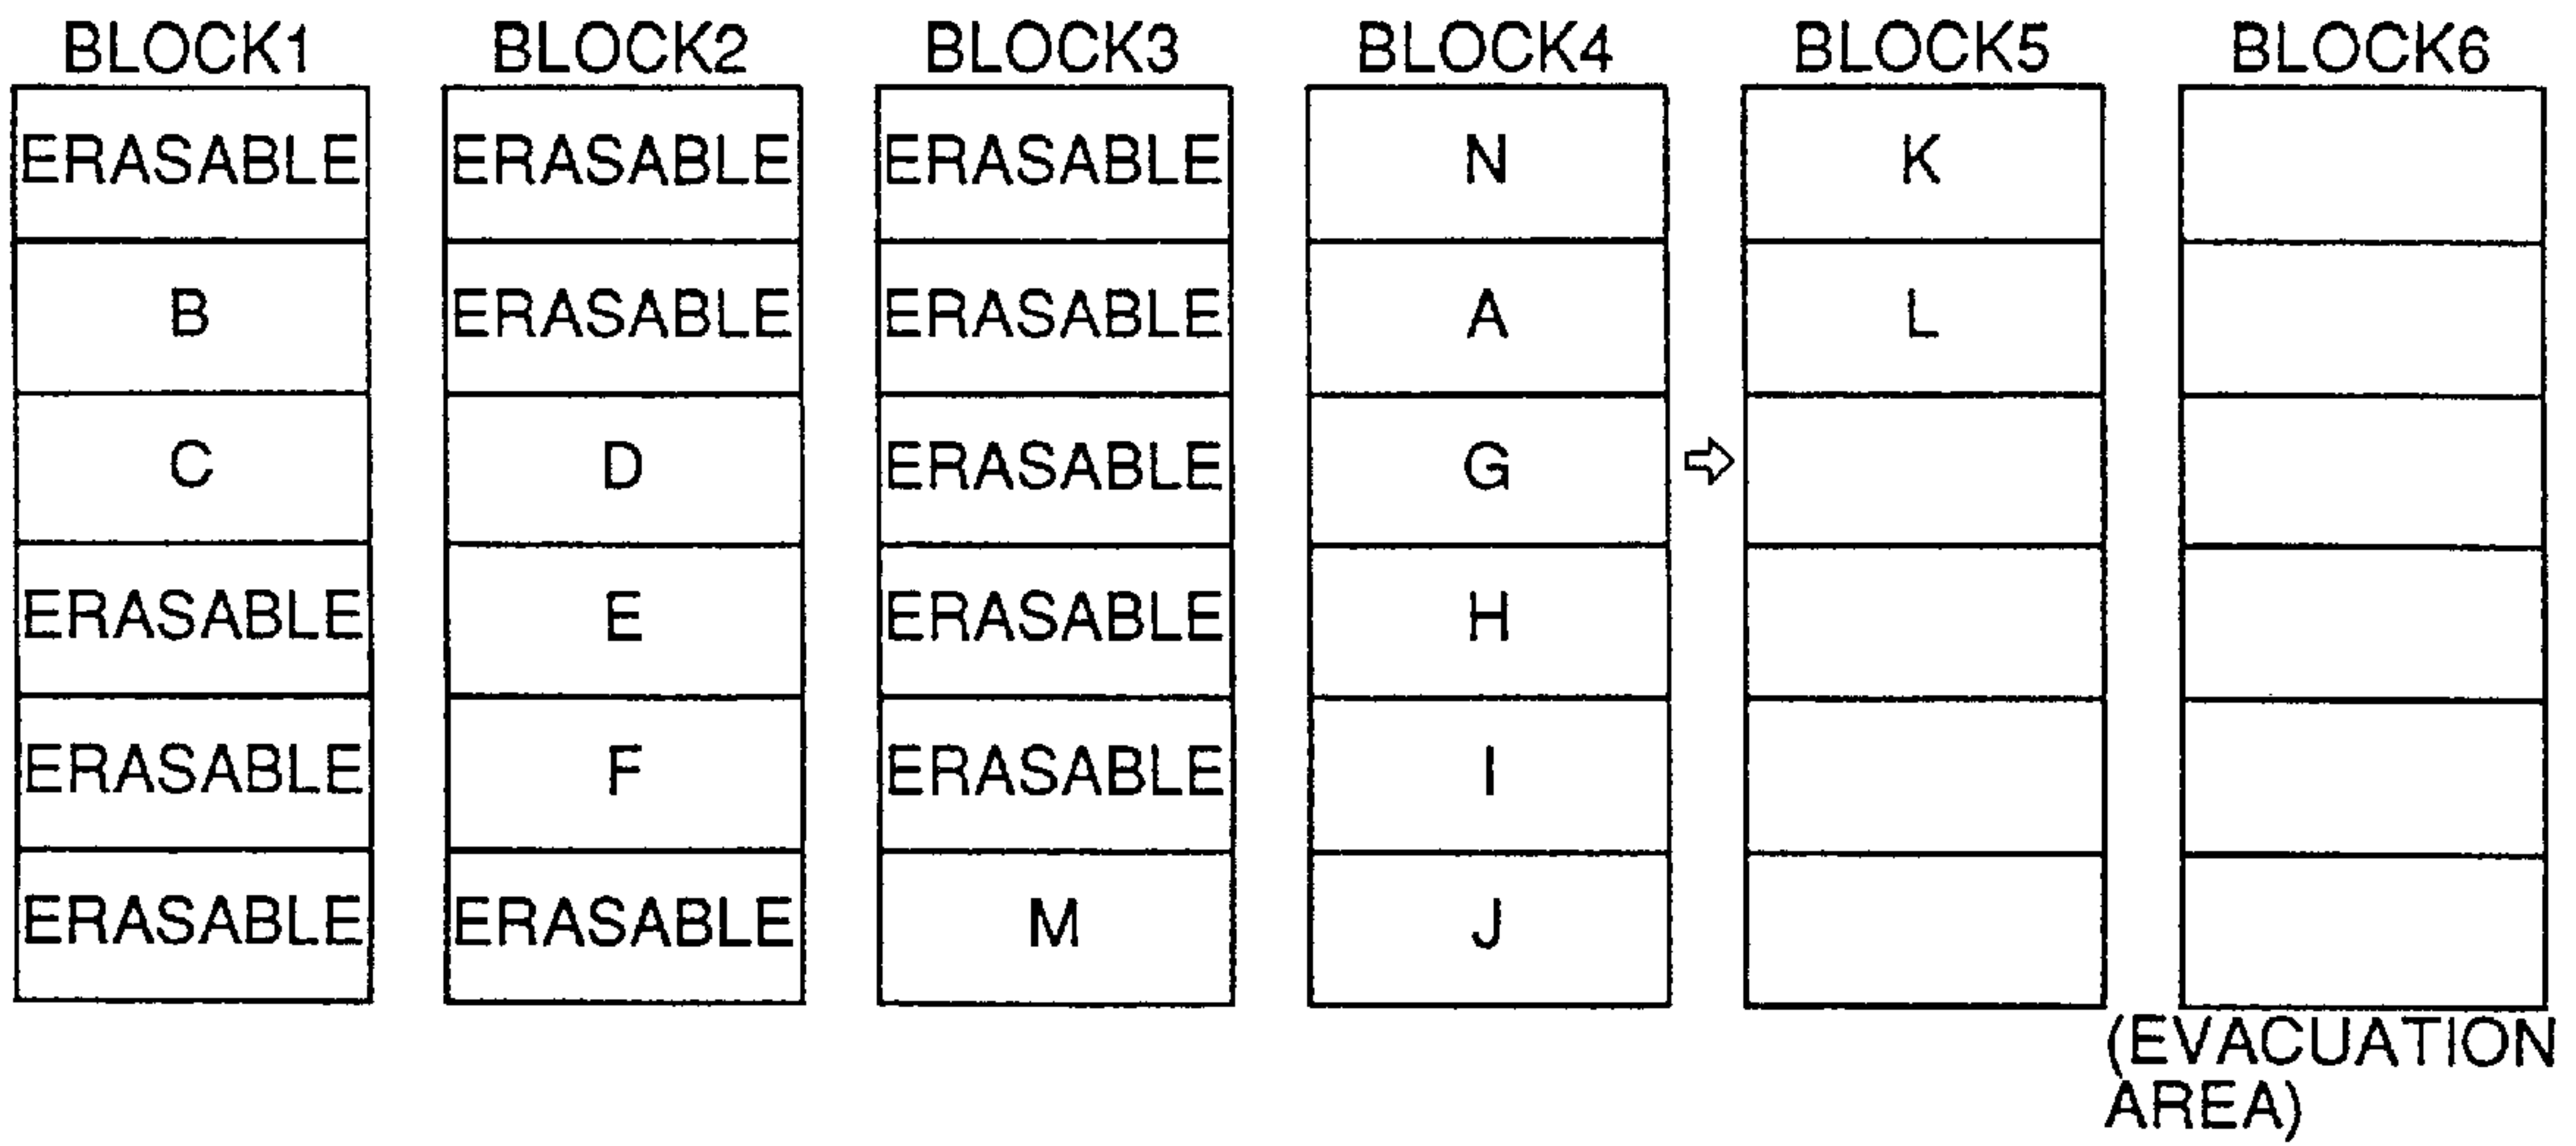 BLOCK1 BLOCK2 BLOCK3 BLOCK4 BLOCK5 BLOCK6
ERASABLE ERASABLE ERASABLE N K
B ERASABLE ERASABLE A L
C D ERASABLE G
ERASABLE E ERASABLE H
ERASABLE F ERASABLE I
ERASABLE ERASABLE M J
(EVACUATION
AREA)